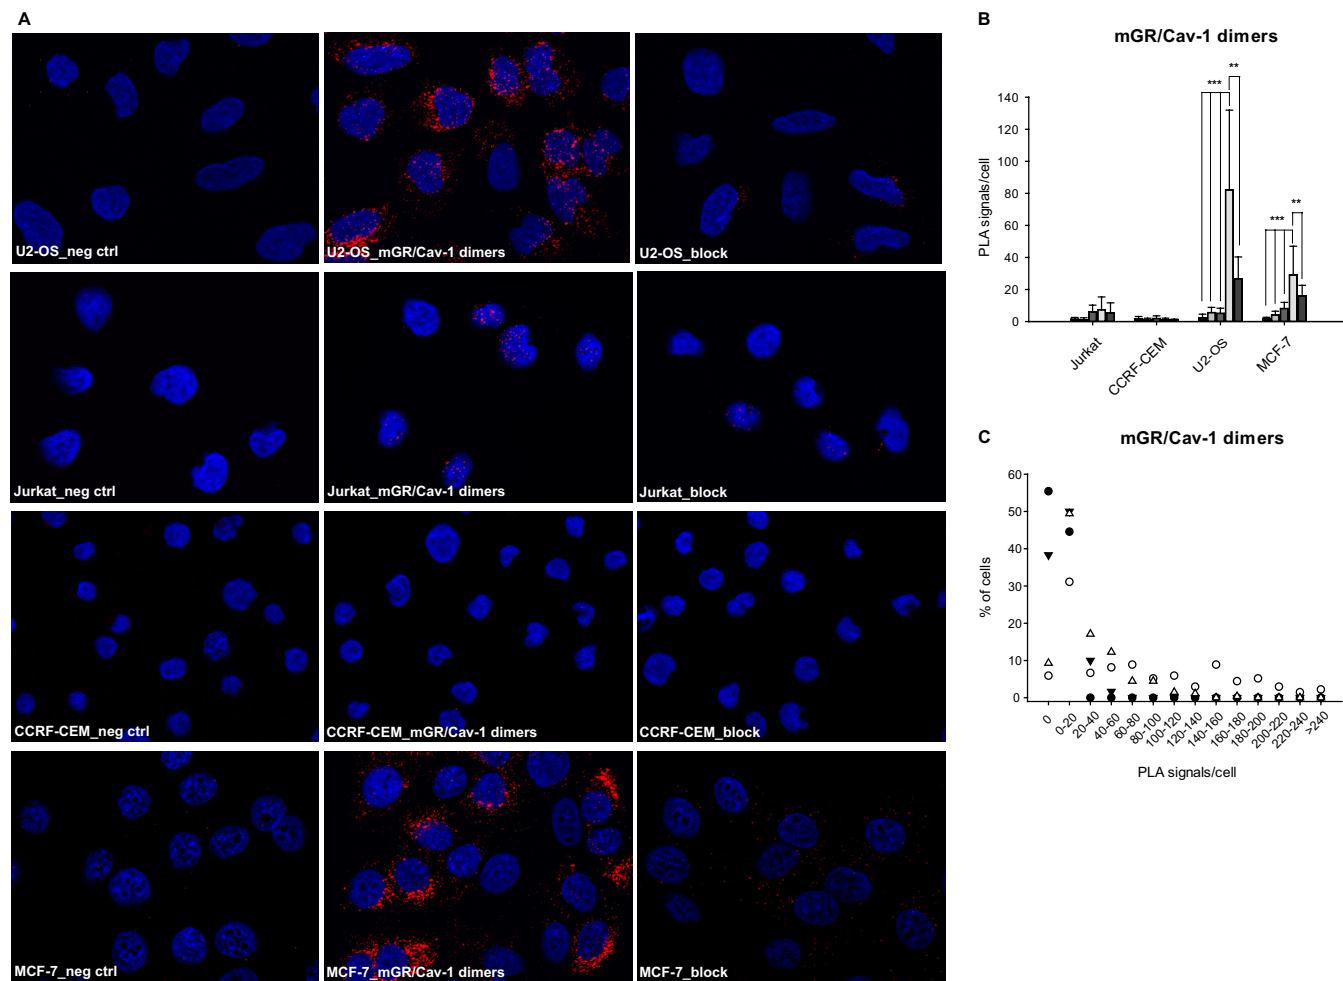 A
U2-OS_neg ctrl
U2-OS_mGR/Cav-1 dimers
U2-OS_block
Jurkat_neg ctrl
Jurkat_mGR/Cav-1 dimers
Jurkat_block
CCRF-CEM_neg ctrl
CCRF-CEM_mGR/Cav-1 dimers
CCRF-CEM_block
MCF-7_neg ctrl
MCF-7_mGR/Cav-1 dimers
MCF-7_block
B
mGR/Cav-1 dimers
PLA signals/cell
140
120
100
80
60
40
20
0
***
**
***
**
Jurkat
CCRF-CEM
U2-OS
MCF-7
C
mGR/Cav-1 dimers
% of cells
60
50
40
30
20
10
0
0
0-20
20-40
40-60
60-80
80-100
100-120
120-140
140-160
160-180
180-200
200-220
220-240
>240
PLA signals/cell